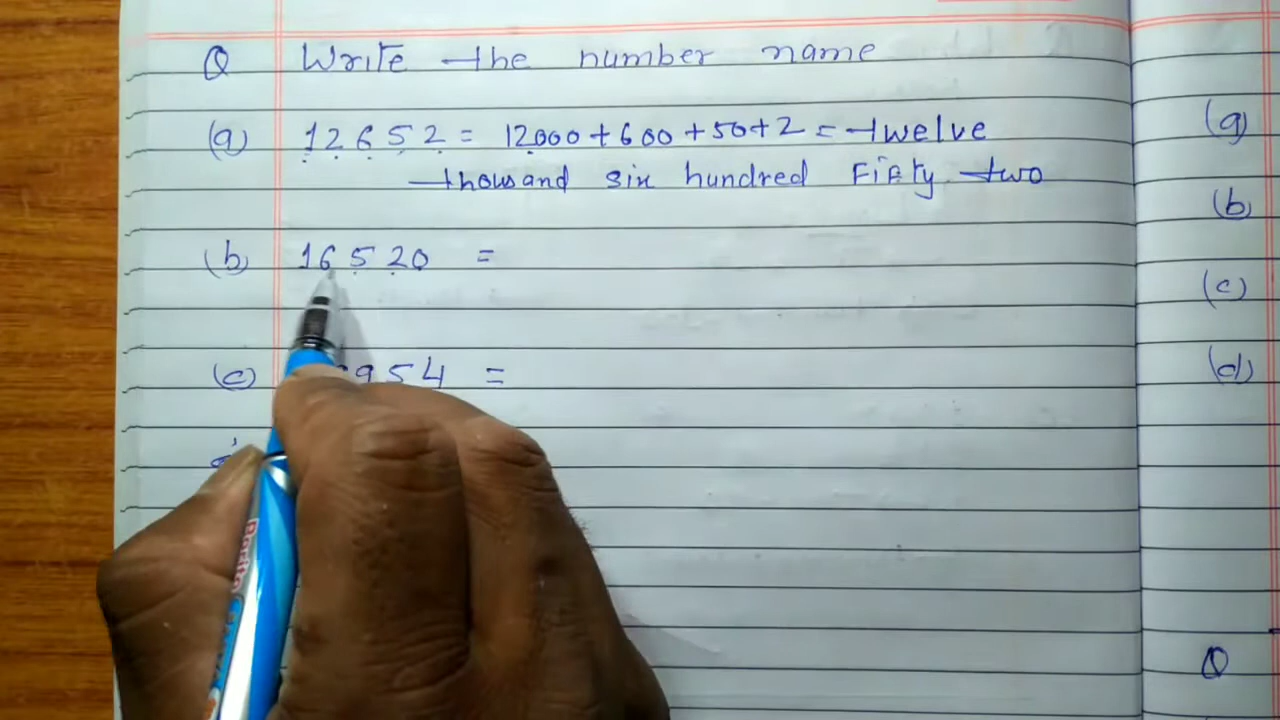 Q Write the number name
(a) 12652 = 12000 + 600 + 50 + 2 = twelve
thousand six hundred Fifty two
(b) 16520 =
(c) 954 =
(a)
(b)
(c)
(d)
Q